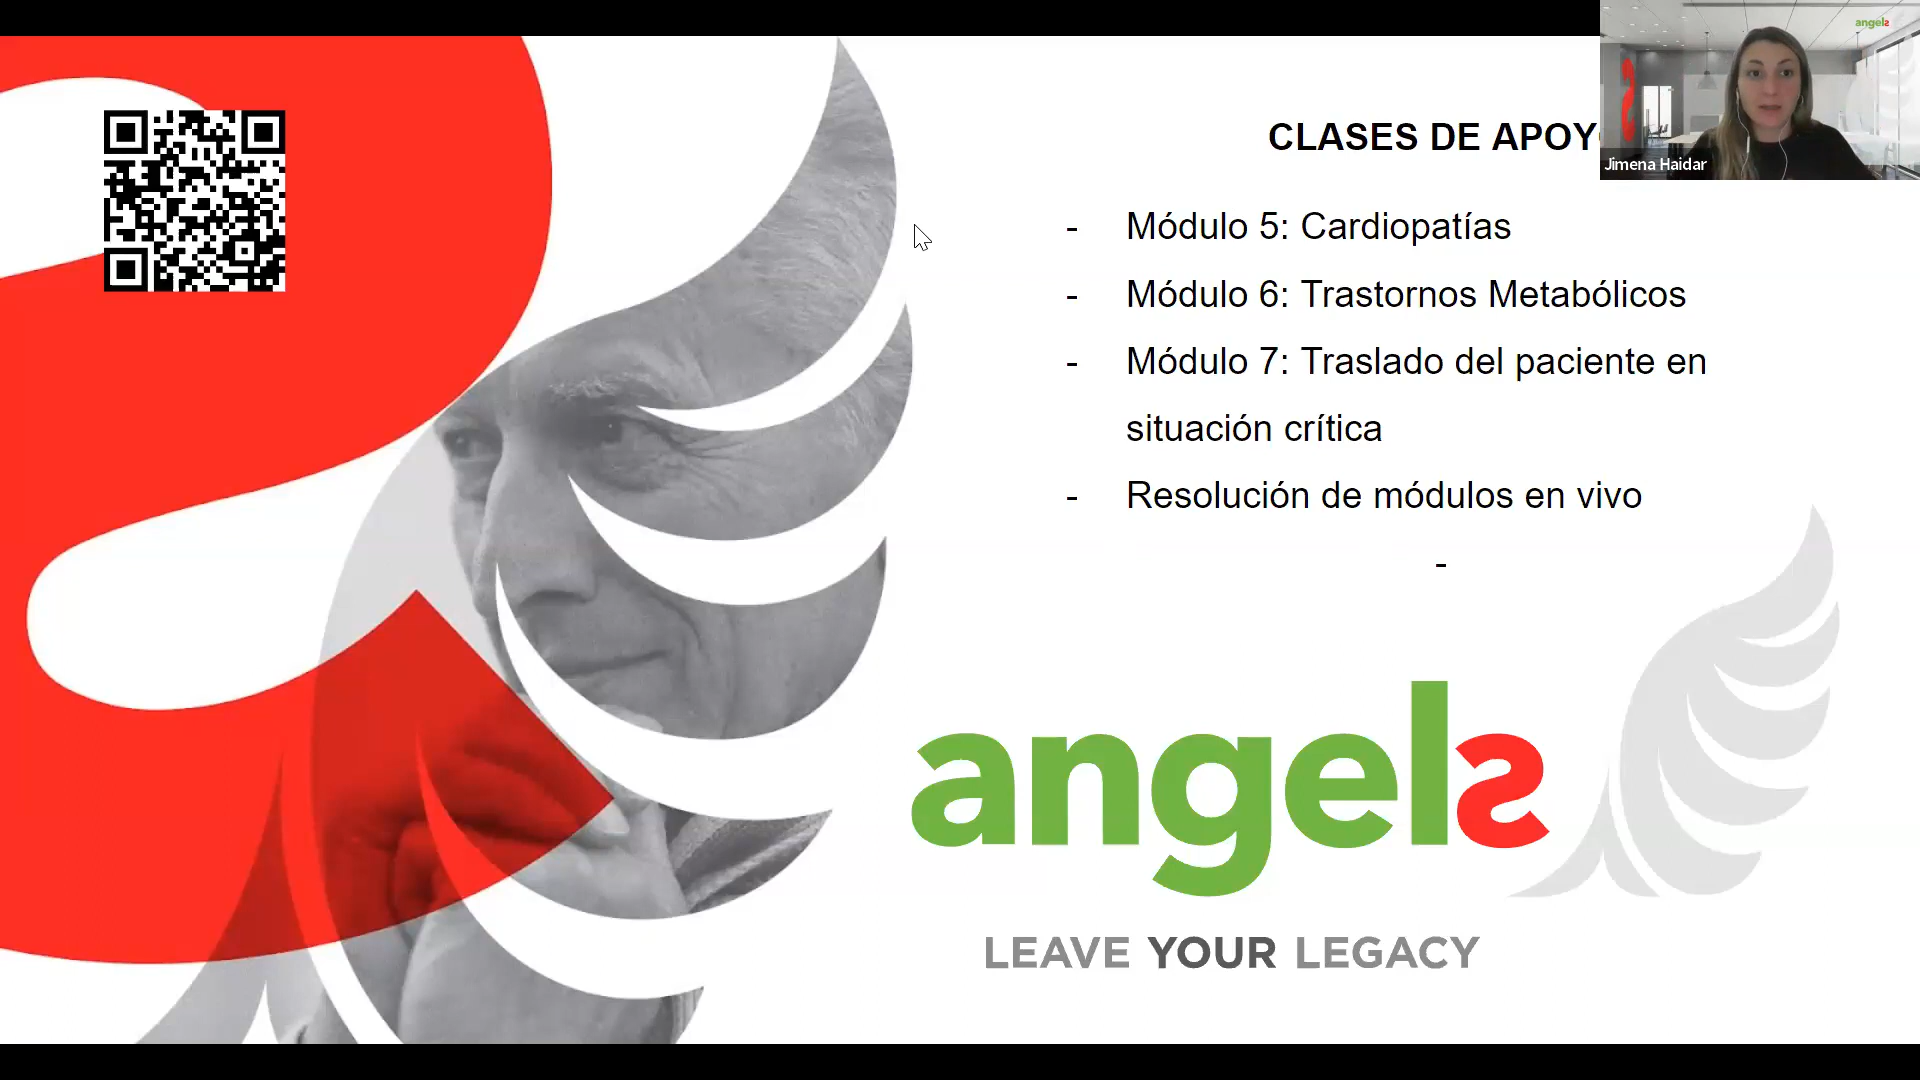 angels
Jimena Haidar
CLASES DE APOY
- Módulo 5: Cardiopatías
- Módulo 6: Trastornos Metabólicos
- Módulo 7: Traslado del paciente en
situación crítica
- Resolución de módulos en vivo
-
angels
LEAVE YOUR LEGACY